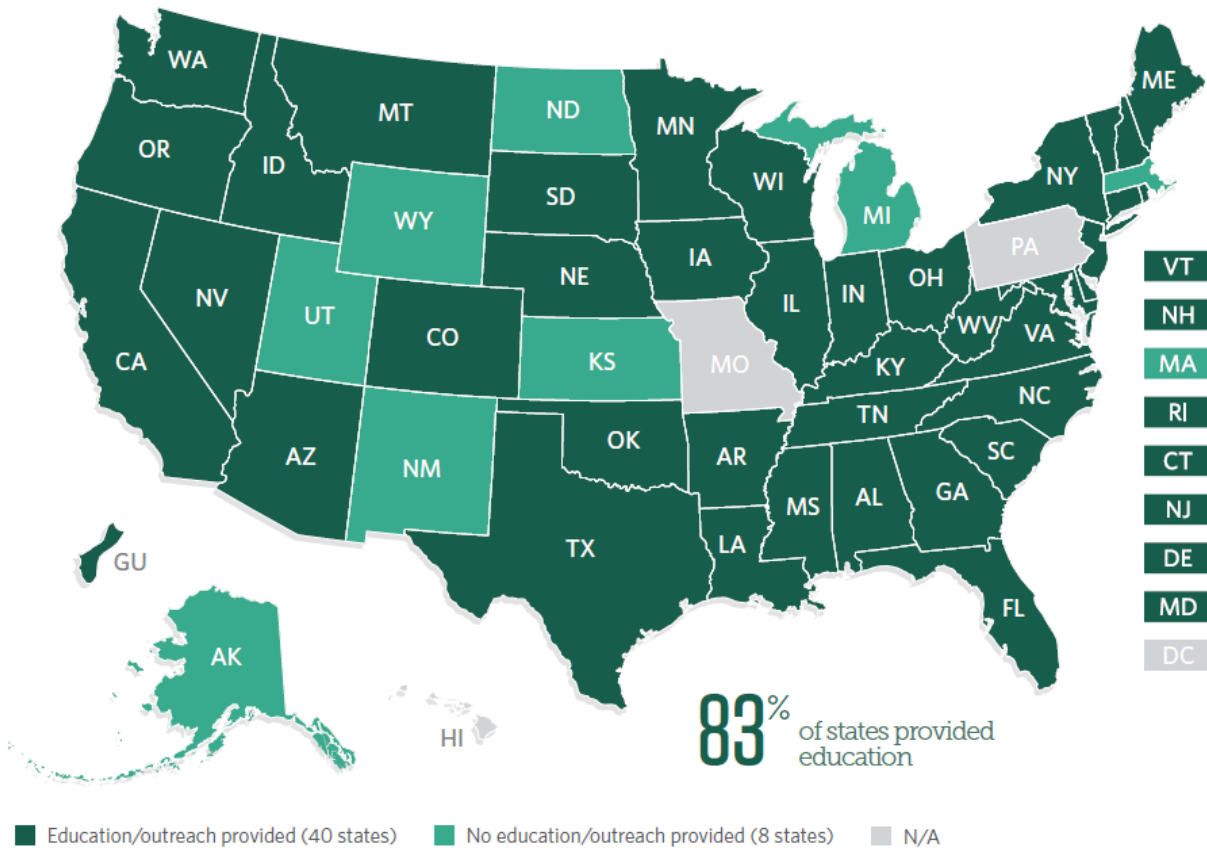 WA
MT
ND
MN
ME
OR
ID
SD
WI
NY
WY
MI
IA
PA
NE
NV
UT
CO
IL
IN
OH
WV
VA
CA
KS
MO
KY
NC
TN
AZ
NM
OK
AR
SC
MS
AL
GA
TX
LA
FL
GU
AK
HI
VT
NH
MA
RI
CT
NJ
DE
MD
DC
83% of states provided
education
Education/outreach provided (40 states)
No education/outreach provided (8 states)
N/A